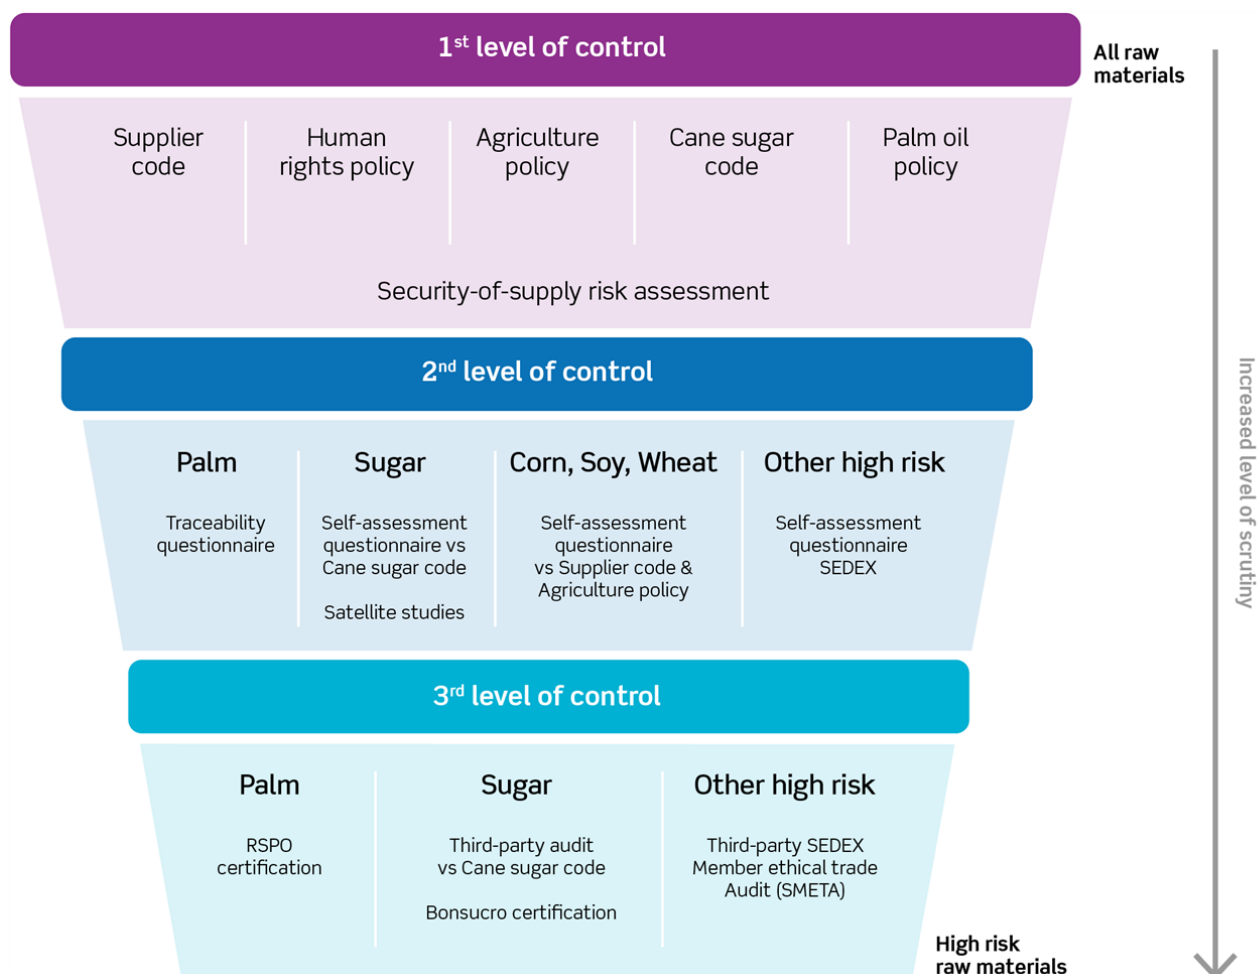 1st level of control
All raw
materials
Supplier
code
Human
rights policy
Agriculture
policy
Cane sugar
code
Palm oil
policy
Security-of-supply risk assessment
2nd level of control
Palm
Traceability
questionnaire
Sugar
Self-assessment
questionnaire vs
Cane sugar code
Satellite studies
Corn, Soy, Wheat
Self-assessment
questionnaire
vs Supplier code &
Agriculture policy
Other high risk
Self-assessment
questionnaire
SEDEX
Increased level of scrutiny
3rd level of control
Palm
RSPO
certification
Sugar
Third-party audit
vs Cane sugar code
Bonsucro certification
Other high risk
Third-party SEDEX
Member ethical trade
Audit (SMETA)
High risk
raw materials